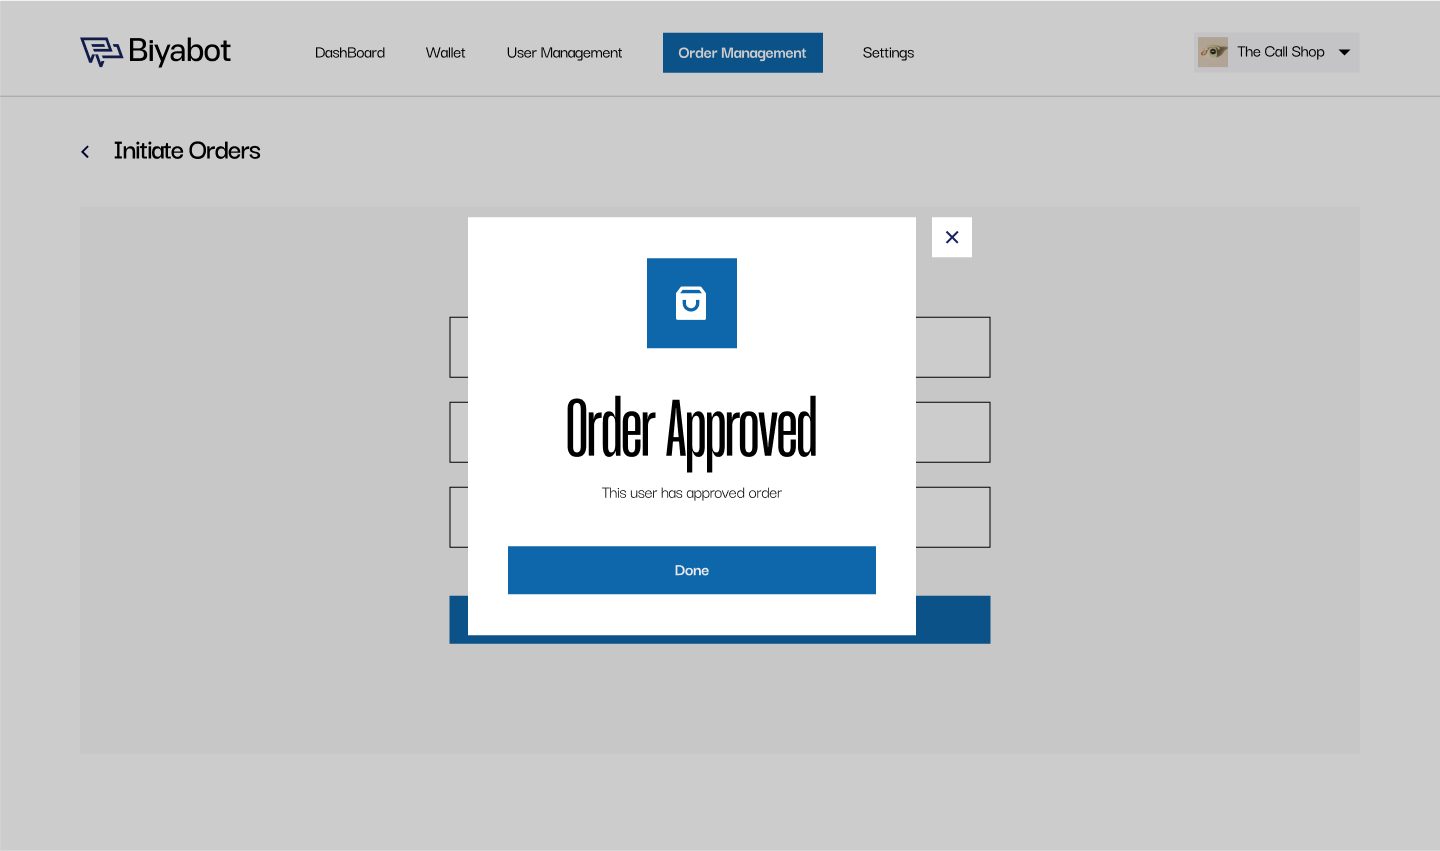 Biyabot
DashBoard
Wallet
User Management
Order Management
Settings
The Call Shop
Initiate Orders
Order Approved
This user has approved order
Done